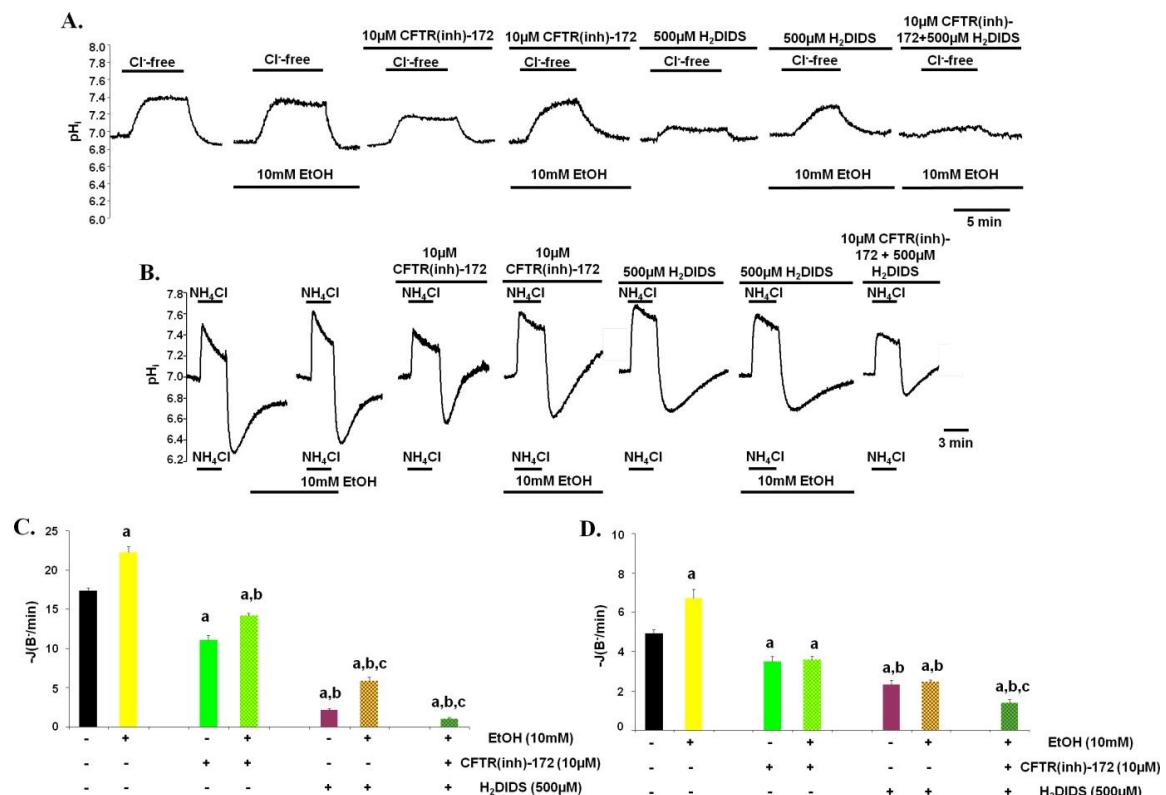 A.
10µM CFTR(inh)-172
10µM CFTR(inh)-172
500µM H₂DIDS
500µM H₂DIDS
10µM CFTR(inh)-
172+500µM H₂DIDS
Cl⁻-free
Cl⁻-free
Cl⁻-free
Cl⁻-free
Cl⁻-free
Cl⁻-free
Cl⁻-free
8.0
7.8
7.4
7.2
7.0
6.8
6.6
6.4
6.2
6.0
pHᵢ
10mM EtOH
10mM EtOH
10mM EtOH
10mM EtOH
5 min
B.
10µM
CFTR(inh)-172
10µM
CFTR(inh)-172
500µM H₂DIDS
500µM H₂DIDS
10µM CFTR(inh)-
172 + 500µM
H₂DIDS
NH₄Cl
NH₄Cl
NH₄Cl
NH₄Cl
NH₄Cl
NH₄Cl
NH₄Cl
7.8
7.6
7.4
7.2
7.0
6.8
6.6
6.4
6.2
pHᵢ
3 min
NH₄Cl
NH₄Cl
NH₄Cl
NH₄Cl
NH₄Cl
NH₄Cl
NH₄Cl
10mM EtOH
10mM EtOH
10mM EtOH
C.
25
20
15
10
5
0
-J(B⁻/min)
a
a
a,b
a,b
a,b,c
a,b,c
- + - + - + + EtOH (10mM)
- - + + - - + CFTR(inh)-172 (10µM)
- - - - + + + H₂DIDS (500µM)
D.
10
8
6
4
2
0
-J(B⁻/min)
a
a
a
a,b
a,b
a,b,c
- + - + - + + EtOH (10mM)
- - + + - - + CFTR(inh)-172 (10µM)
- - - - + + + H₂DIDS (500µM)